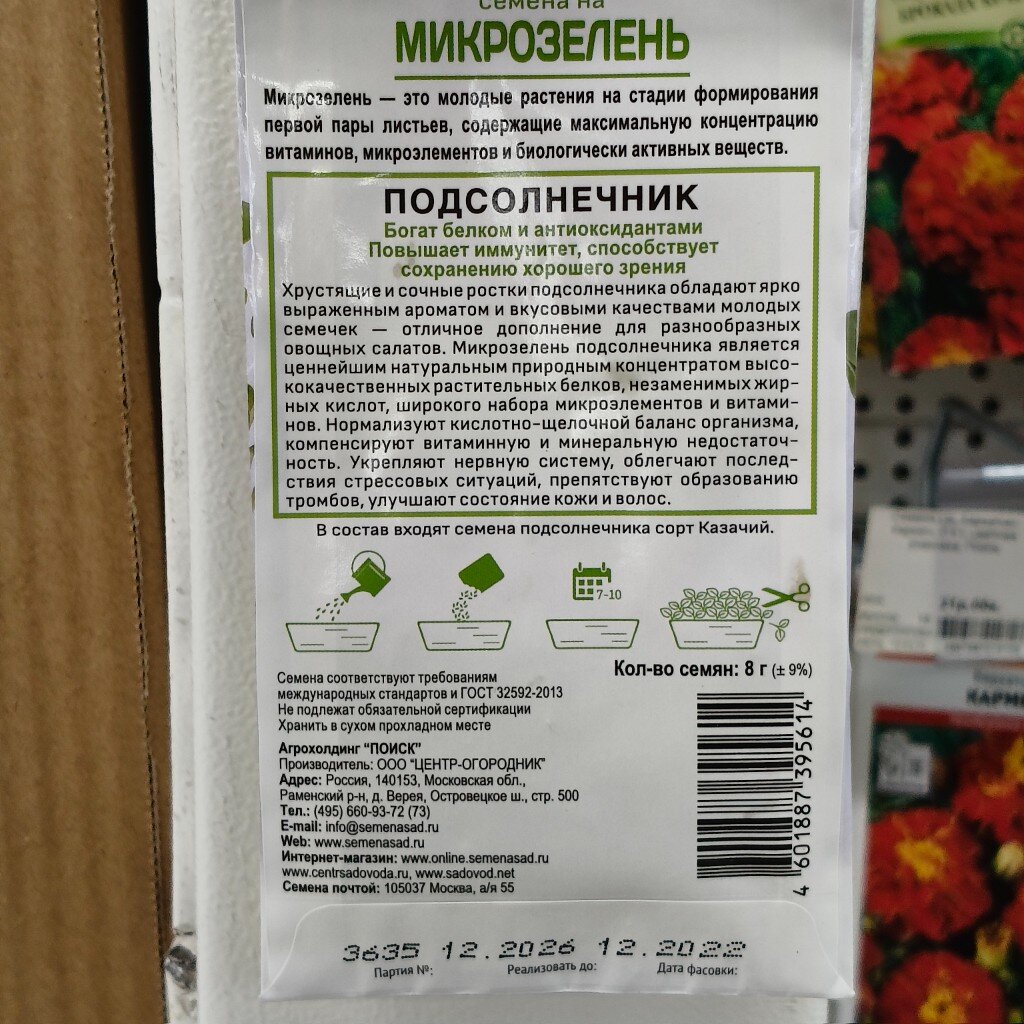 семена на
МИКРОЗЕЛЕНЬ
Микрозелень — это молодые растения на стадии формирования
первой пары листьев, содержащие максимальную концентрацию
витаминов, микроэлементов и биологически активных веществ.
ПОДСОЛНЕЧНИК
Богат белком и антиоксидантами
Повышает иммунитет, способствует
сохранению хорошего зрения
Хрустящие и сочные ростки подсолнечника обладают ярко
выраженным ароматом и вкусовыми качествами молодых
семечек — отличное дополнение для разнообразных
овощных салатов. Микрозелень подсолнечника является
ценнейшим натуральным природным концентратом высо-
кокачественных растительных белков, незаменимых жир-
ных кислот, широкого набора микроэлементов и витами-
нов. Нормализуют кислотно-щелочной баланс организма,
компенсируют витаминную и минеральную недостаточ-
ность. Укрепляют нервную систему, облегчают послед-
ствия стрессовых ситуаций, препятствуют образованию
тромбов, улучшают состояние кожи и волос.
В состав входят семена подсолнечника сорт Казачий.
7-10
Кол-во семян: 8 г (± 9%)
Семена соответствуют требованиям
международных стандартов и ГОСТ 32592-2013
Не подлежат обязательной сертификации
Хранить в сухом прохладном месте
Агрохолдинг "ПОИСК"
Производитель: ООО "ЦЕНТР-ОГОРОДНИК"
Адрес: Россия, 140153, Московская обл.,
Раменский р-н, д. Верея, Островецкое ш., стр. 500
Тел.: (495) 660-93-72 (73)
E-mail: info@semenasad.ru
Web: www.semenasad.ru
Интернет-магазин: www.online.semenasad.ru
www.centrsadovoda.ru, www.sadovod.net
Семена почтой: 105037 Москва, а/я 55
4 601887 395614
3635 12.2026 12.2022
Партия №: Реализовать до: Дата фасовки: